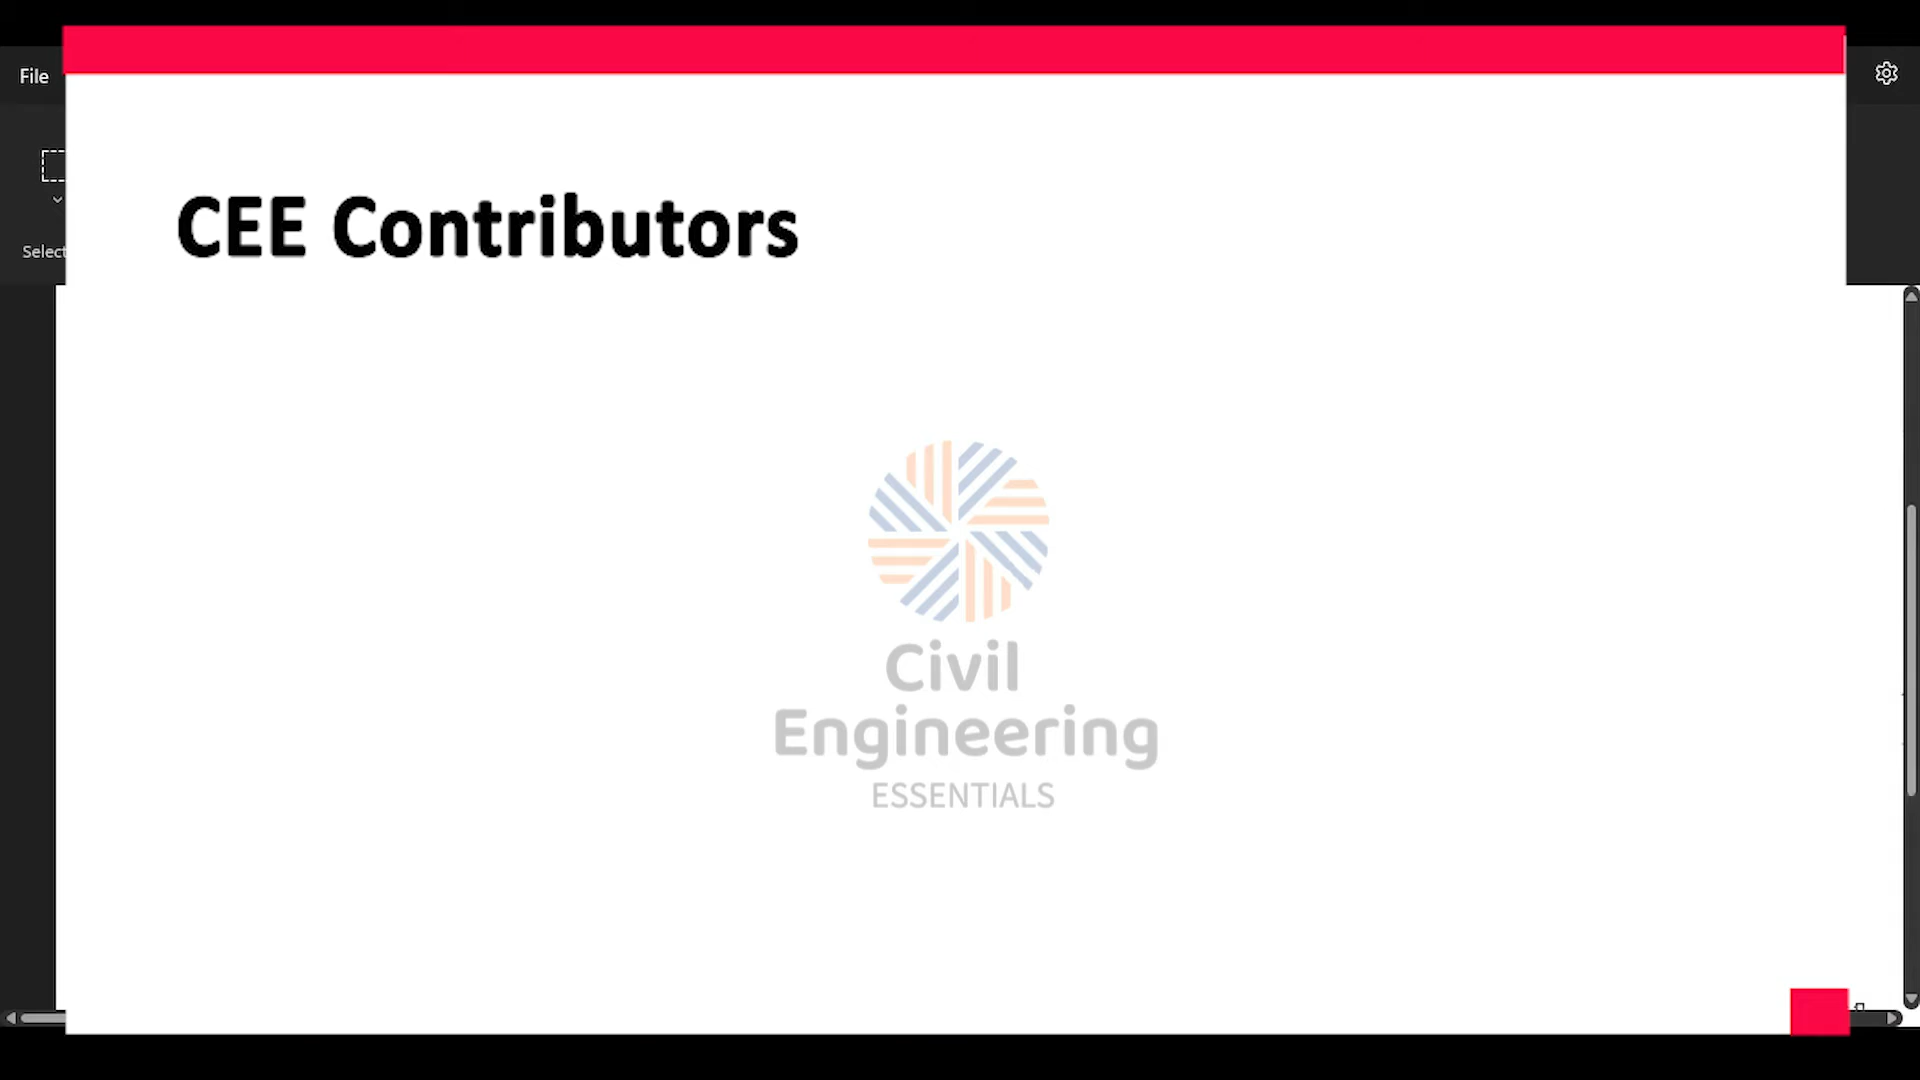 File
CEE Contributors
Select
Civil
Engineering
ESSENTIALS